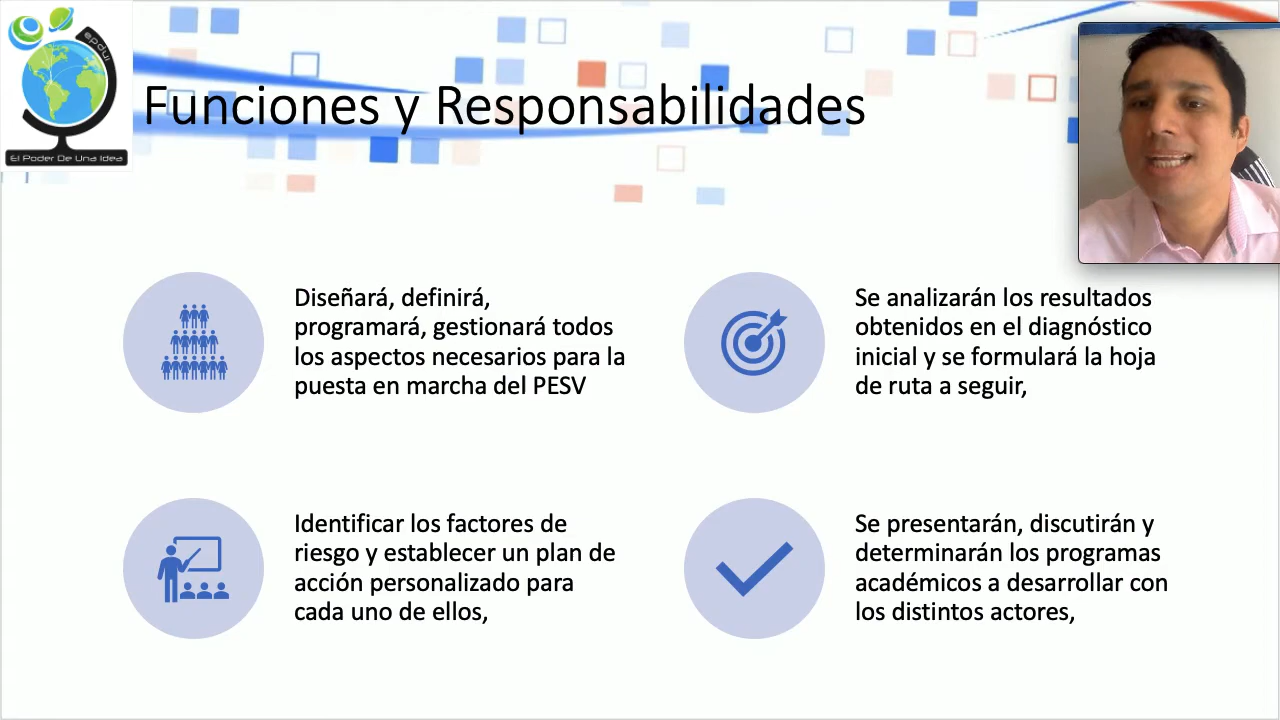 epdui
El Poder De Una Idea
Funciones y Responsabilidades
Diseñará, definirá,
programará, gestionará todos
los aspectos necesarios para la
puesta en marcha del PESV
Se analizarán los resultados
obtenidos en el diagnóstico
inicial y se formulará la hoja
de ruta a seguir,
Identificar los factores de
riesgo y establecer un plan de
acción personalizado para
cada uno de ellos,
Se presentarán, discutirán y
determinarán los programas
académicos a desarrollar con
los distintos actores,